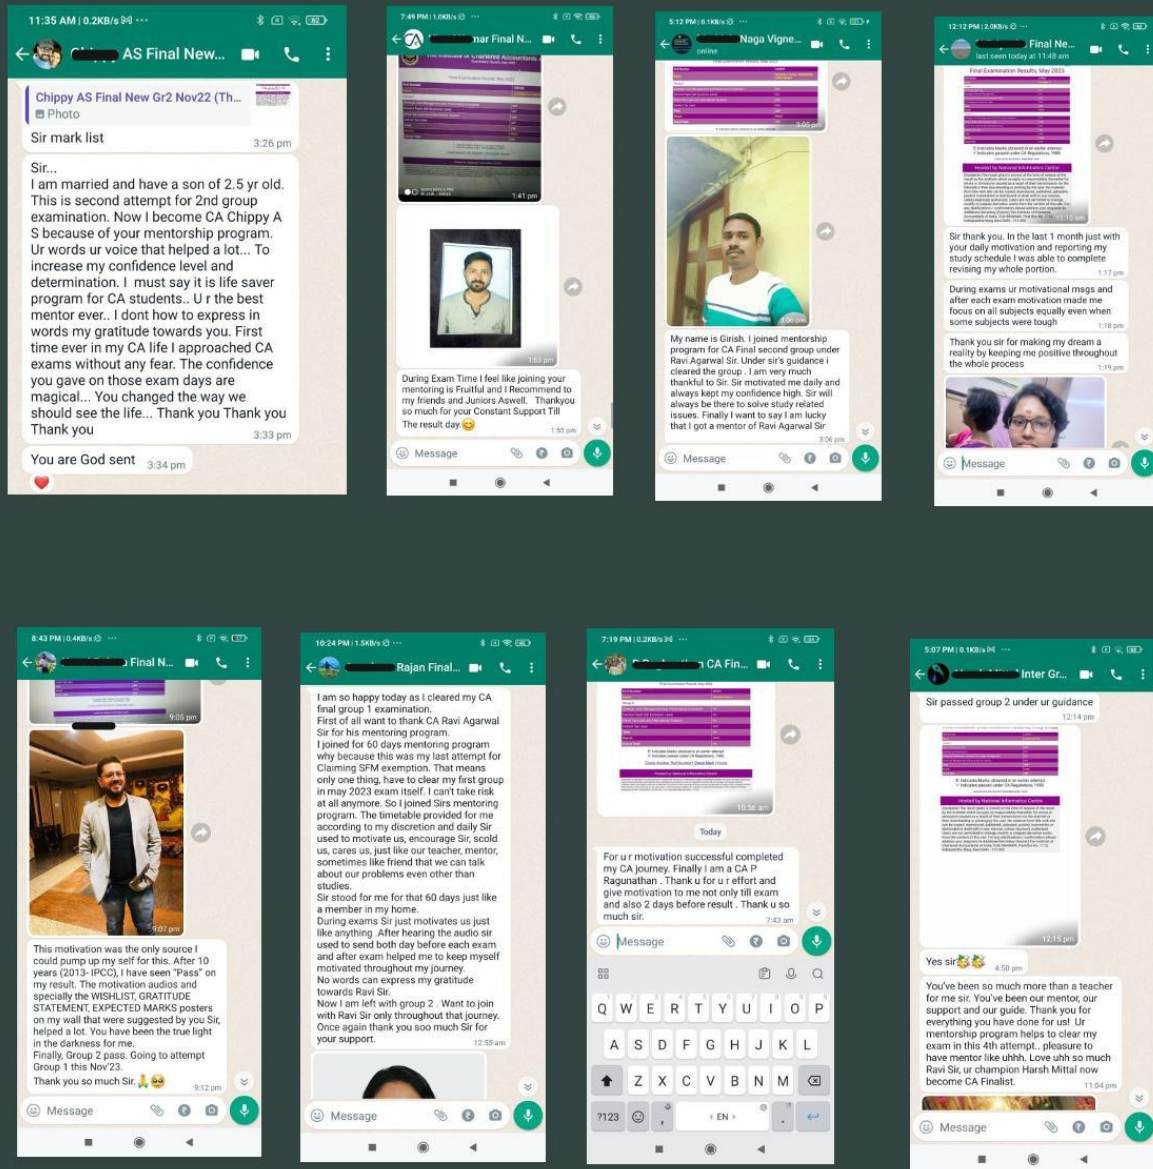 11:35 AM | 0.2KB/s
AS Final New...
Chippy AS Final New Gr2 Nov22 (Th...
Photo
Sir mark list
3:26 pm
Sir...
I am married and have a son of 2.5 yr old.
This is second attempt for 2nd group
examination. Now I become CA Chippy A
S because of your mentorship program.
Ur words ur voice that helped a lot... To
increase my confidence level and
determination. I must say it is life saver
program for CA students.. U r the best
mentor ever.. I dont how to express in
words my gratitude towards you. First
time ever in my CA life I approached CA
exams without any fear. The confidence
you gave on those exam days are
magical... You changed the way we
should see the life... Thank you Thank you
Thank you
3:33 pm
You are God sent
3:34 pm
7:49 PM | 1.0KB/s
mar Final N...
The Institute of Chartered Accountants
Final Examination Results, May 2023
1:41 pm
1:53 pm
During Exam Time I feel like joining your
mentoring is Fruitful and I Recommend to
my friends and Juniors Aswell. Thankyou
so much for your Constant Support Till
The result day.😊
1:55 pm
Message
5:12 PM | 6.1KB/s
Naga Vigne...
online
3:05 pm
3:06 pm
My name is Girish. I joined mentorship
program for CA Final second group under
Ravi Agarwal Sir. Under sir's guidance i
cleared the group . I am very much
thankful to Sir. Sir motivated me daily and
always kept my confidence high. Sir will
always be there to solve study related
issues. Finally I want to say I am lucky
that I got a mentor of Ravi Agarwal Sir
3:06 pm
Message
12:12 PM | 2.0KB/s
Final Ne...
last seen today at 11:48 am
Final Examination Results, May 2023
Hosted by National Informatics Centre
11:15 am
Sir thank you. In the last 1 month just with
your daily motivation and reporting my
study schedule I was able to complete
revising my whole portion.
1:17 pm
During exams ur motivational msgs and
after each exam motivation made me
focus on all subjects equally even when
some subjects were tough
1:18 pm
Thank you sir for making my dream a
reality by keeping me positive throughout
the whole process
1:19 pm
Message
8:43 PM | 0.4KB/s
Final N...
9:05 pm
9:07 pm
This motivation was the only source I
could pump up my self for this. After 10
years (2013- IPCC), I have seen "Pass" on
my result. The motivation audios and
specially the WISHLIST, GRATITUDE
STATEMENT, EXPECTED MARKS posters
on my wall that were suggested by you Sir,
helped a lot. You have been the true light
in the darkness for me.
Finally, Group 2 pass. Going to attempt
Group 1 this Nov'23.
Thank you so much Sir.🙏🥹
9:12 pm
Message
10:24 PM | 1.5KB/s
Rajan Final...
I am so happy today as I cleared my CA
final group 1 examination.
First of all want to thank CA Ravi Agarwal
Sir for his mentoring program.
I joined for 60 days mentoring program
why because this was my last attempt for
Claiming SFM exemption. That means
only one thing, have to clear my first group
in may 2023 exam itself. I can't take risk
at all anymore. So I joined Sirs mentoring
program. The timetable provided for me
according to my discretion and daily Sir
used to motivate us, encourage Sir, scold
us, cares us, just like our teacher, mentor,
sometimes like friend that we can talk
about our problems even other than
studies.
Sir stood for me for that 60 days just like
a member in my home.
During exams Sir just motivates us just
like anything .After hearing the audio sir
used to send both day before each exam
and after exam helped me to keep myself
motivated throughout my journey.
No words can express my gratitude
towards Ravi Sir.
Now I am left with group 2 . Want to join
with Ravi Sir only throughout that journey.
Once again thank you soo much Sir for
your support.
12:55 am
Message
7:19 PM | 0.2KB/s
CA Fin...
Hosted by National Informatics Centre
10:56 am
Today
For u r motivation successful completed
my CA journey. Finally I am a CA P
Ragunathan . Thank u for u r effort and
give motivation to me not only till exam
and also 2 days before result . Thank u so
much sir.
7:43 am
Message
Q W E R T Y U I O P
A S D F G H J K L
Z X C V B N M
?123 , EN .
5:07 PM | 0.1KB/s
Inter Gr...
Sir passed group 2 under ur guidance
12:14 pm
Hosted by National Informatics Centre
12:15 pm
Yes sir🥳🥳
4:50 pm
You've been so much more than a teacher
for me sir. You've been our mentor, our
support and our guide. Thank you for
everything you have done for us! Ur
mentorship program helps to clear my
exam in this 4th attempt.. pleasure to
have mentor like uhhh. Love uhh so much
Ravi Sir, ur champion Harsh Mittal now
become CA Finalist.
11:04 pm
Message